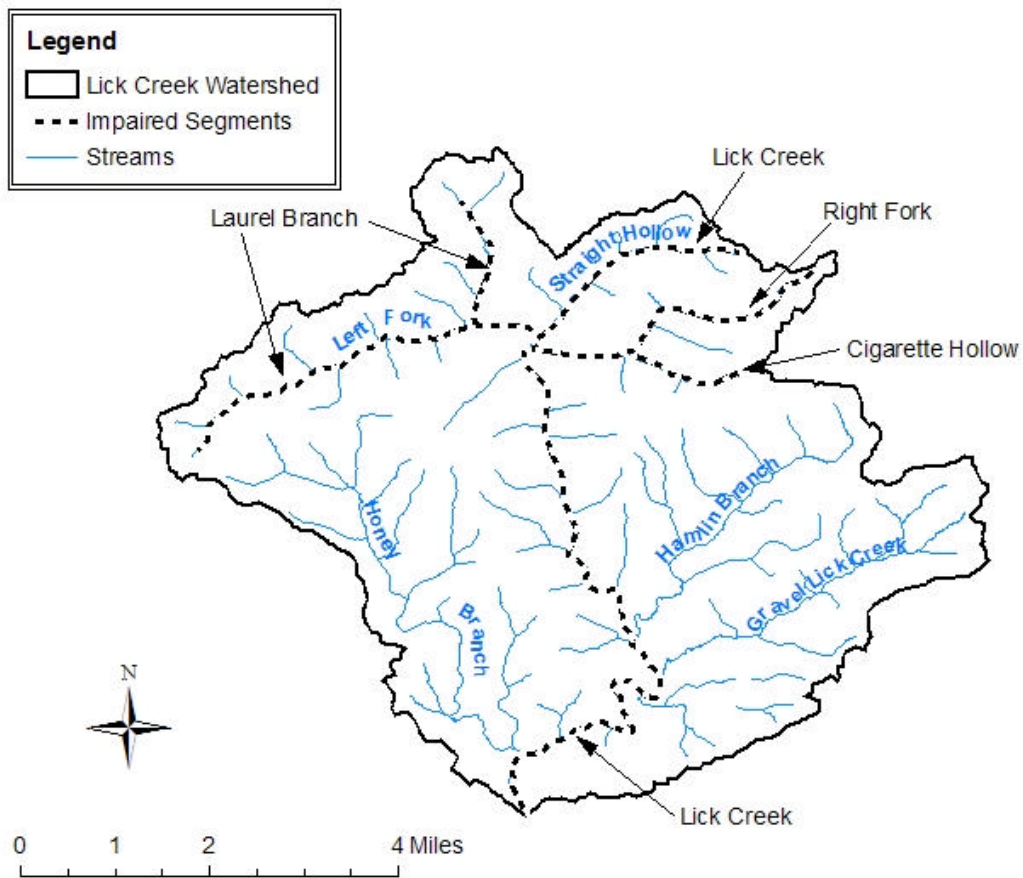 Legend
Lick Creek Watershed
Impaired Segments
Streams
Lick Creek
Right Fork
Laurel Branch
Straight Hollow
Left Fork
Cigarette Hollow
Honey
Hamlin Branch
Gravel Lick Creek
Branch
N
Lick Creek
0 1 2 4 Miles